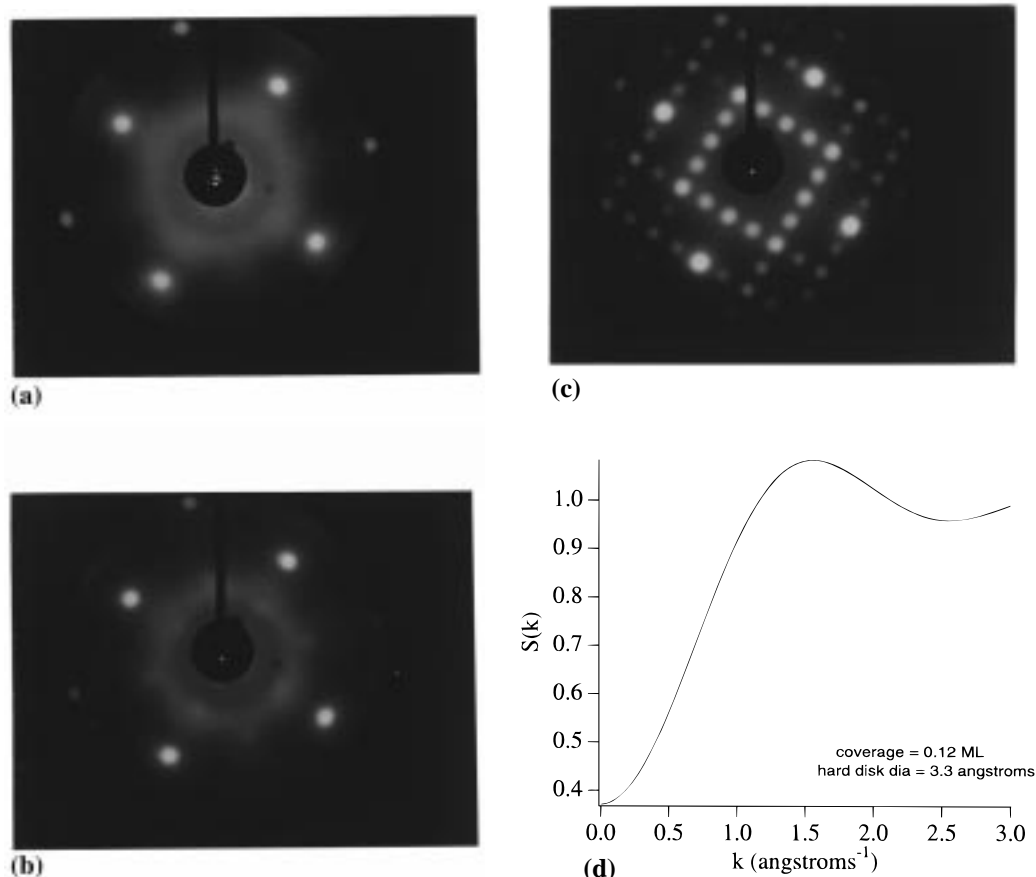 (a)
(c)
(b)
S(k)
1.0
0.9
0.8
0.7
0.6
0.5
0.4
coverage = 0.12 ML
hard disk dia = 3.3 angstroms
0.0 0.5 1.0 1.5 2.0 2.5 3.0
k (angstroms⁻¹)
(d)